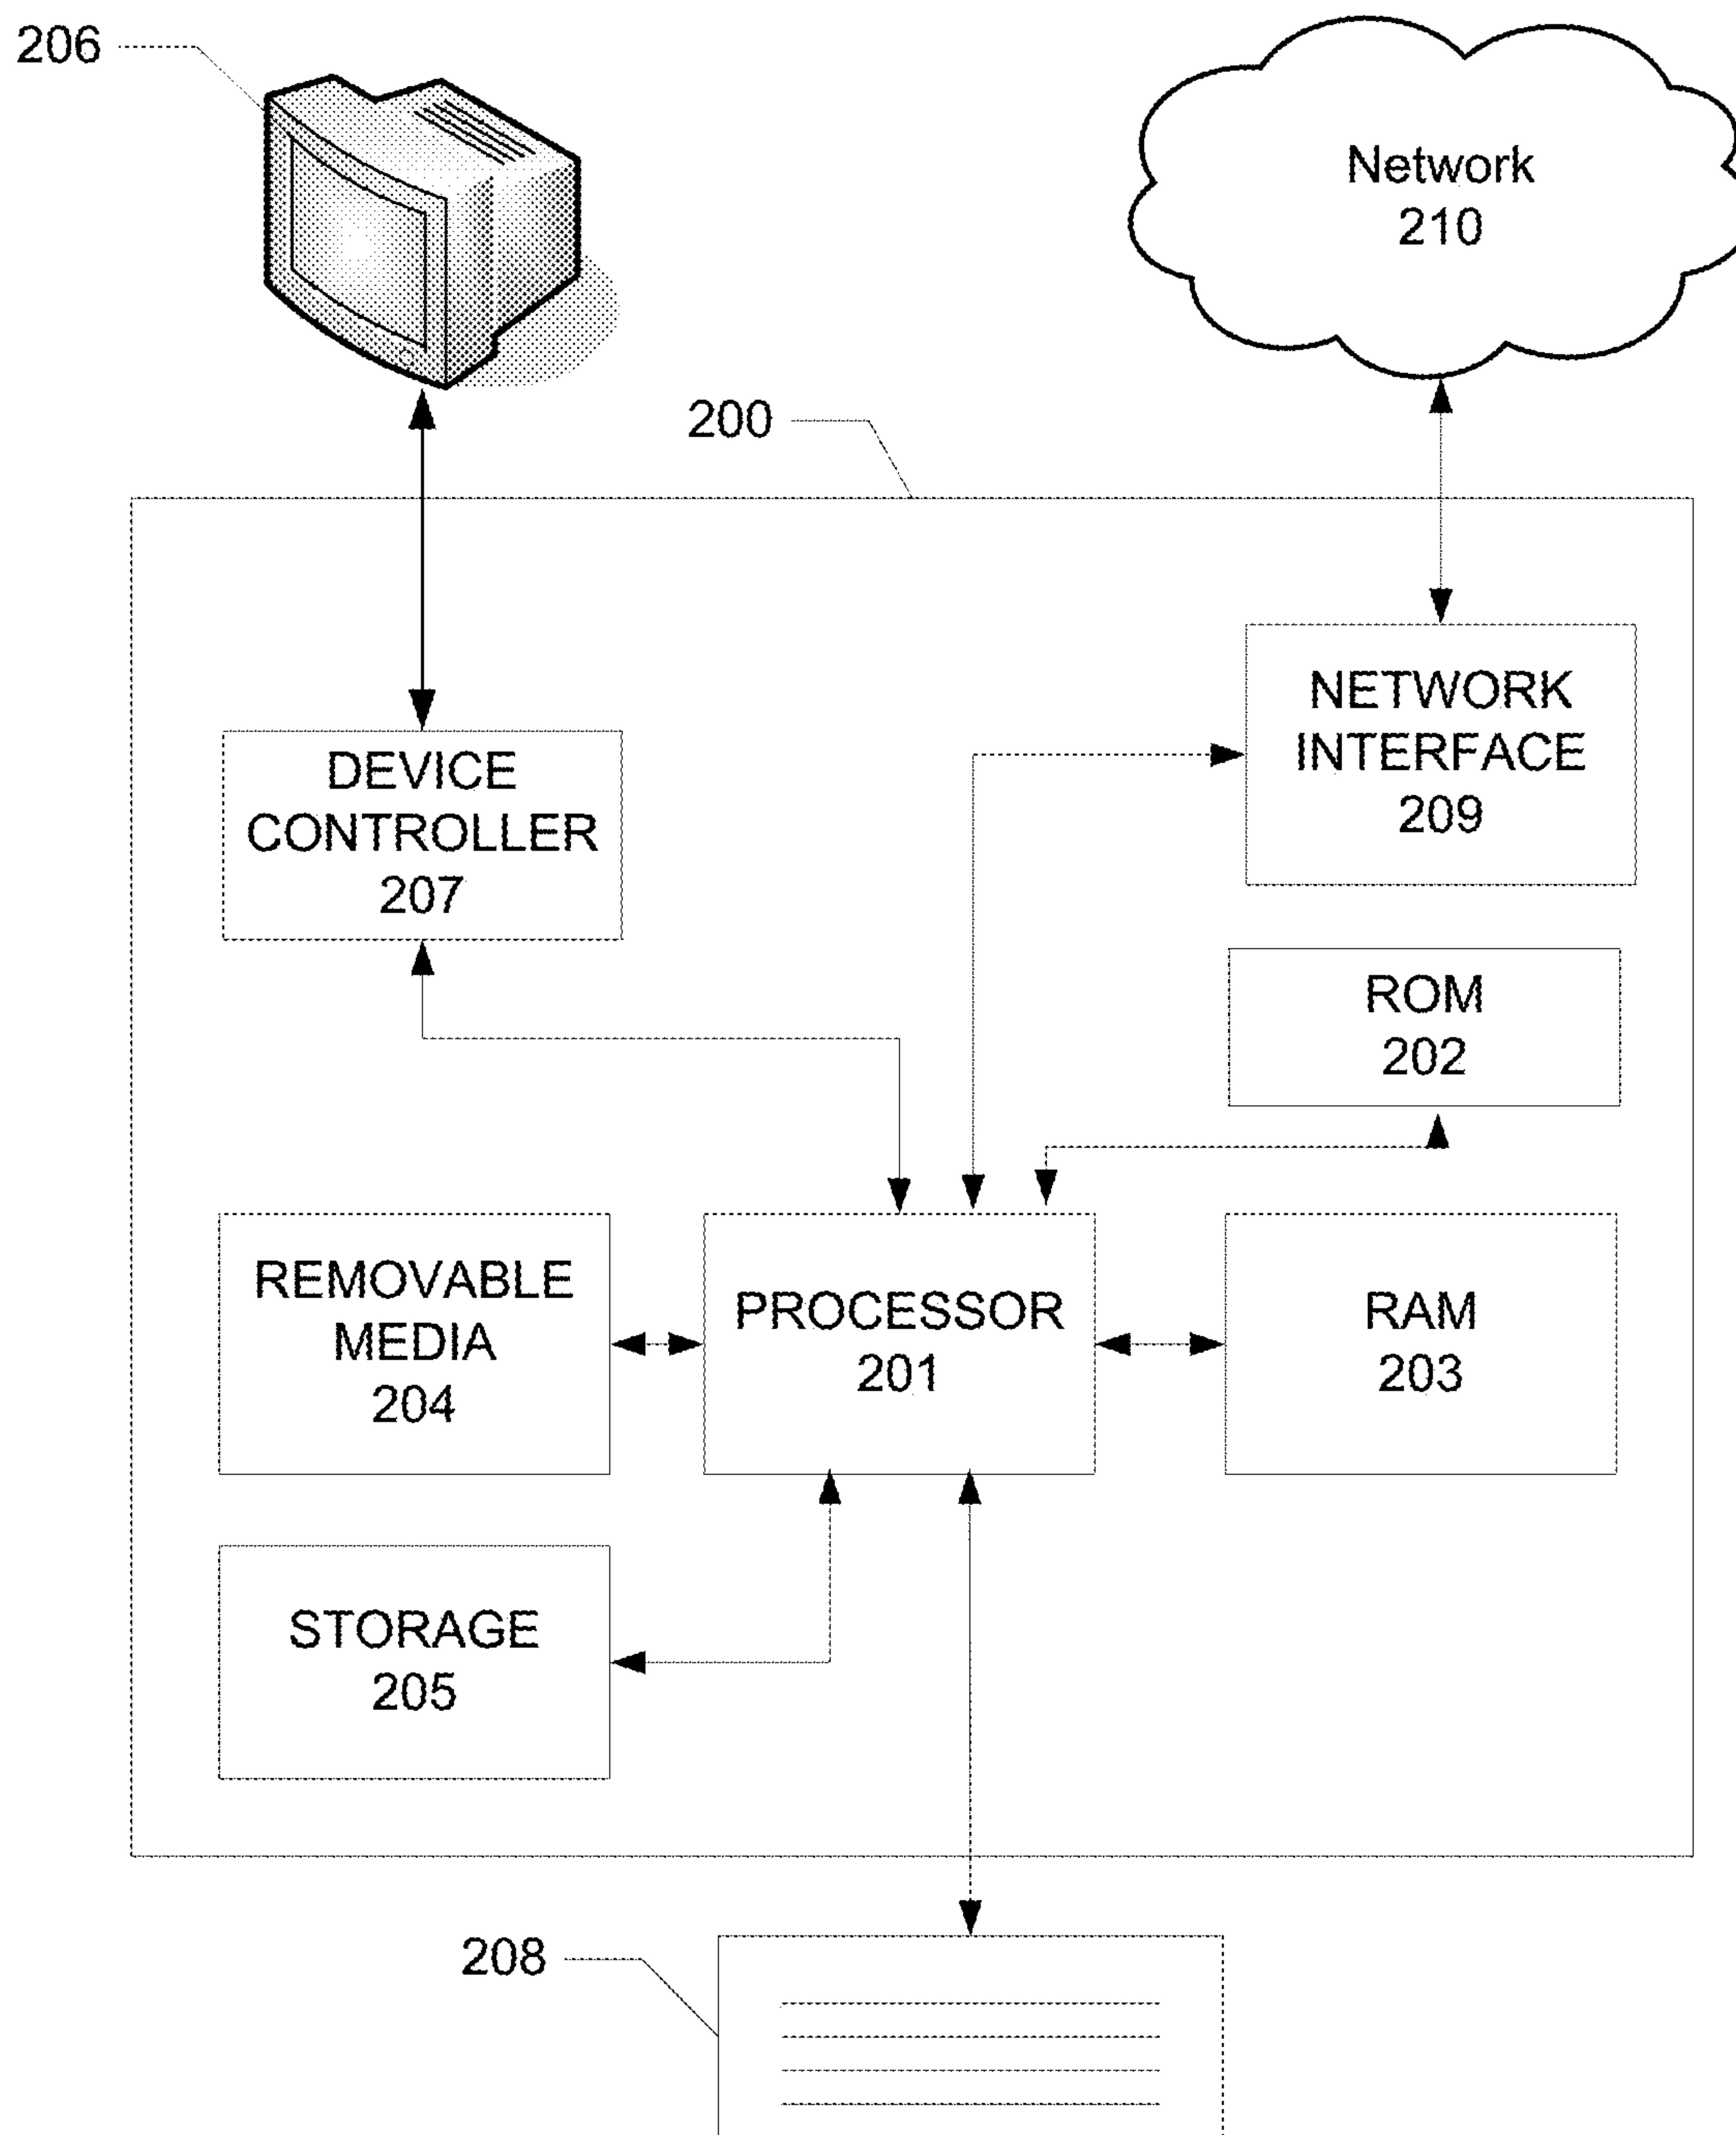 206
Network
210
200
NETWORK
INTERFACE
209
DEVICE
CONTROLLER
207
ROM
202
REMOVABLE
MEDIA
204
PROCESSOR
201
RAM
203
STORAGE
205
208